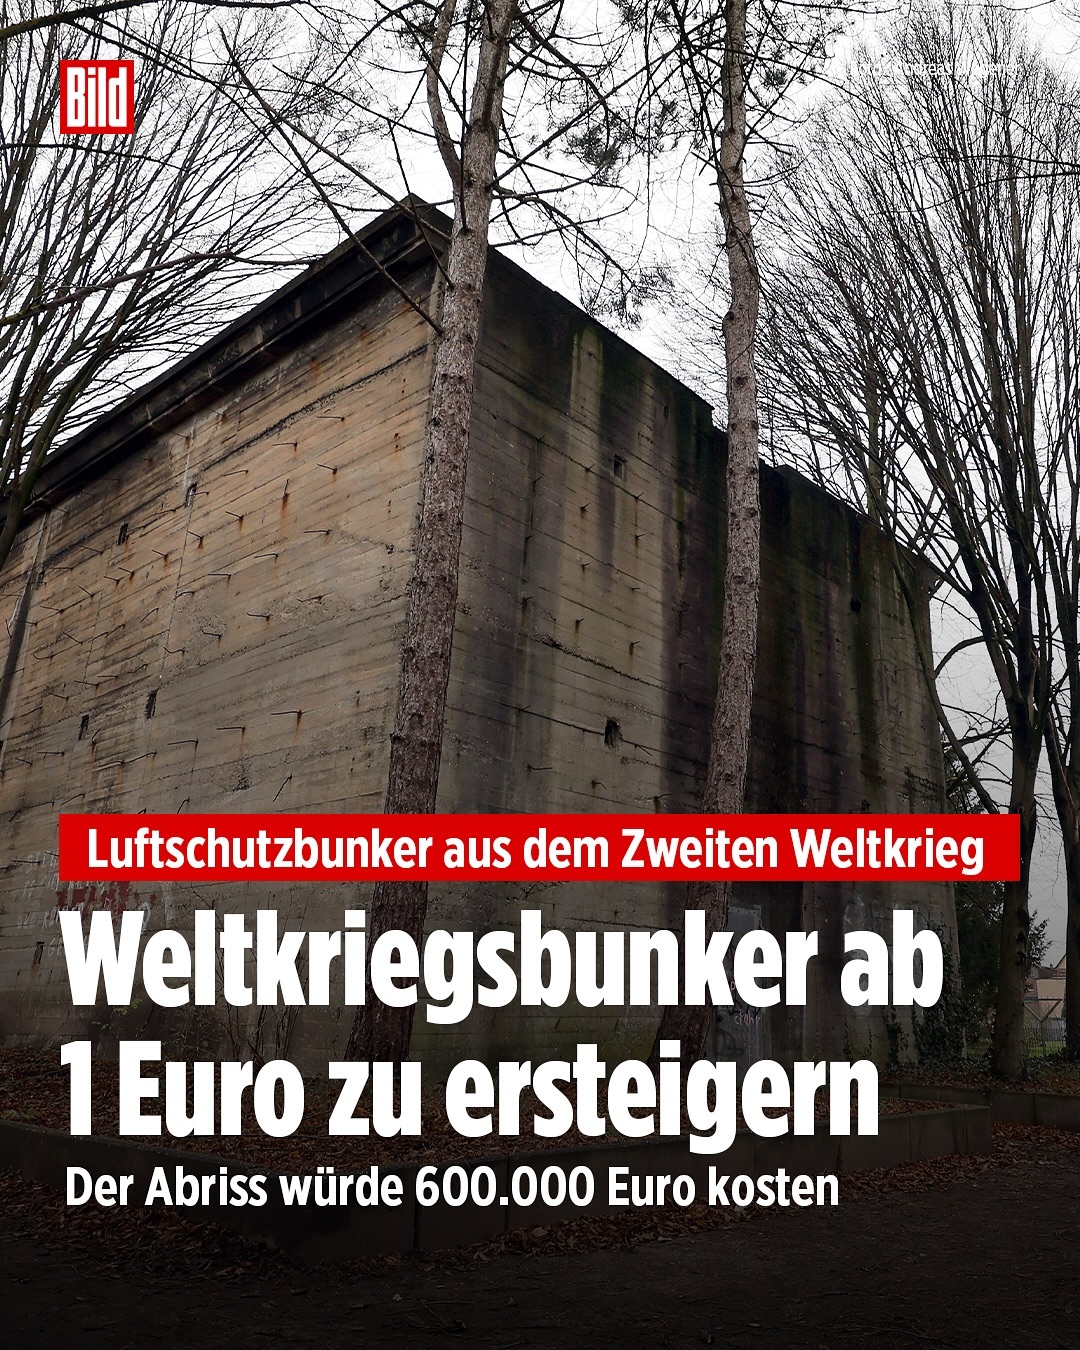 Bild
Luftschutzbunker aus dem Zweiten Weltkrieg
Weltkriegsbunker ab
1 Euro zu ersteigern
Der Abriss würde 600.000 Euro kosten